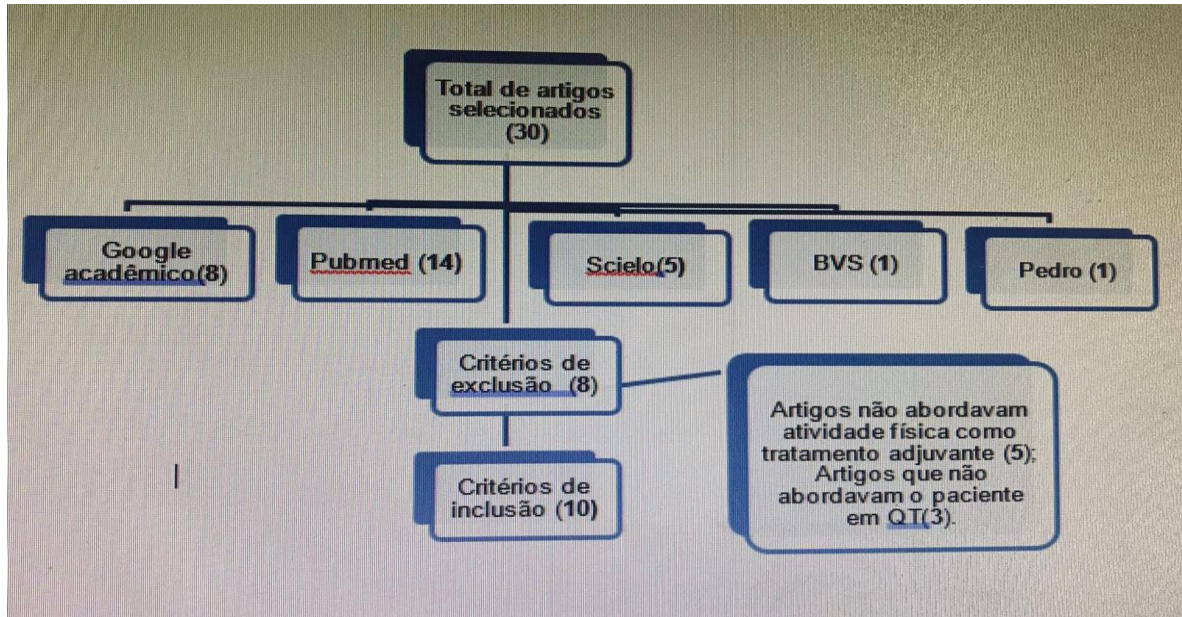 Total de artigos
selecionados
(30)
Google
acadêmico(8)
Pubmed (14)
Scielo(5)
BVS (1)
Pedro (1)
Critérios de
exclusão (8)
Artigos não abordavam
atividade física como
tratamento adjuvante (5);
Artigos que não
abordavam o paciente
em QT(3).
Critérios de
inclusão (10)